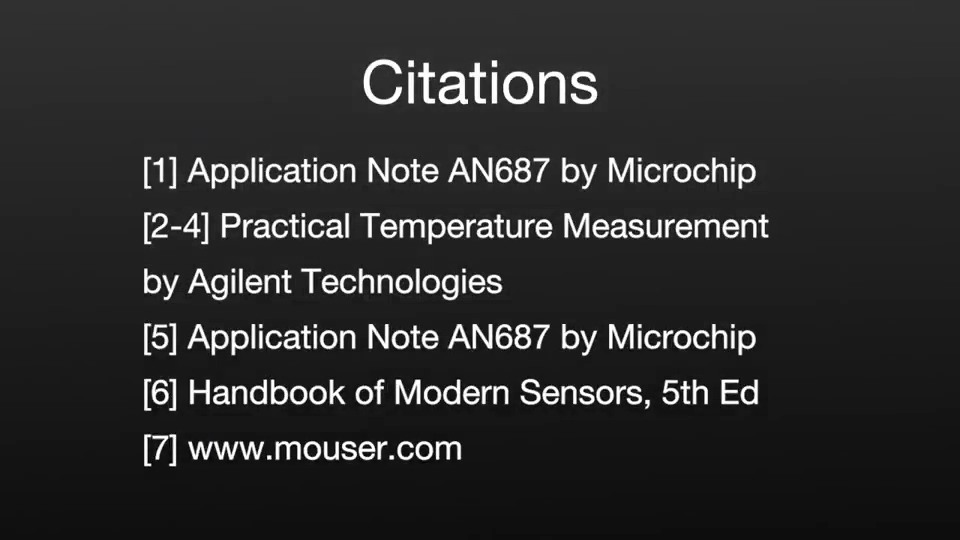 Citations
[1] Application Note AN687 by Microchip
[2-4] Practical Temperature Measurement
by Agilent Technologies
[5] Application Note AN687 by Microchip
[6] Handbook of Modern Sensors, 5th Ed
[7] www.mouser.com